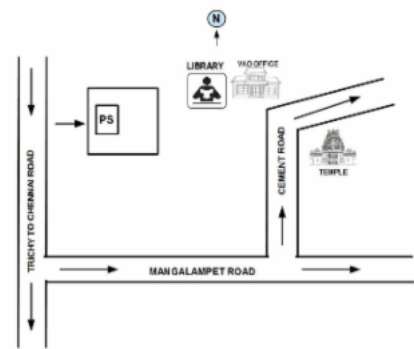 N
LIBRARY
VAO OFFICE
PS
CEMENT ROAD
TEMPLE
TRICHY TO CHENNAI ROAD
MANGALAMPET ROAD